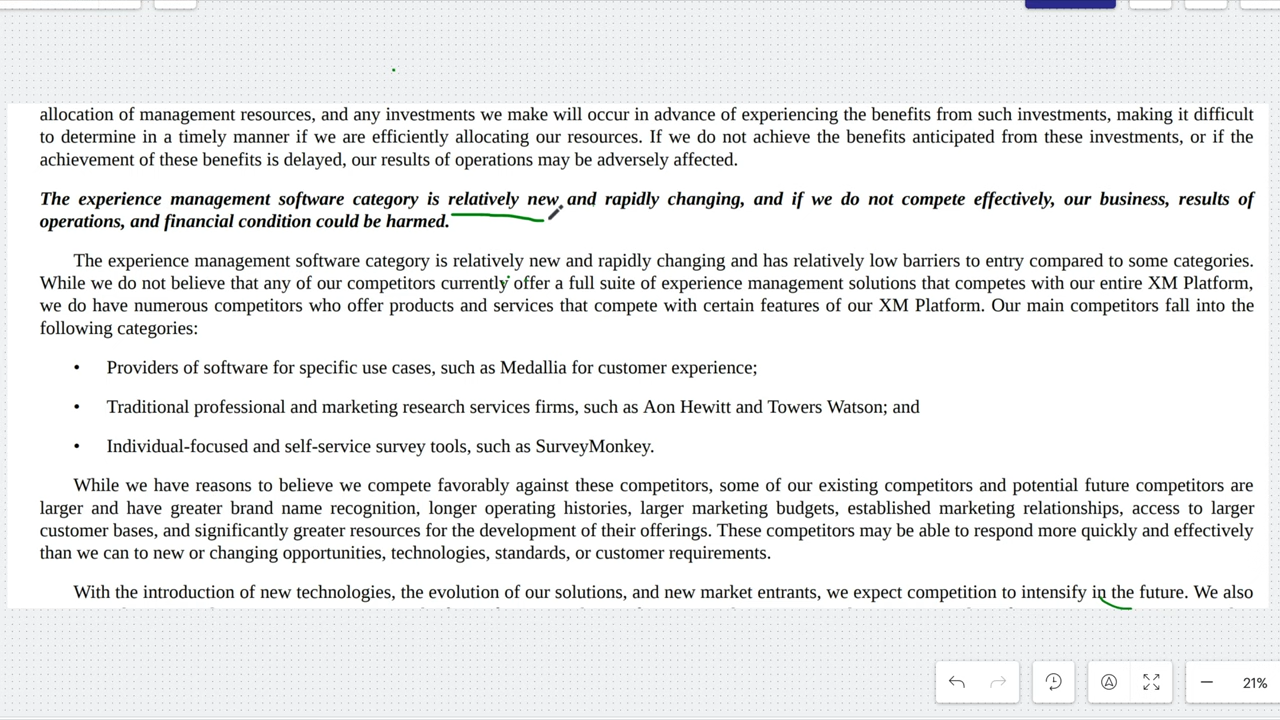 allocation of management resources, and any investments we make will occur in advance of experiencing the benefits from such investments, making it difficult
to determine in a timely manner if we are efficiently allocating our resources. If we do not achieve the benefits anticipated from these investments, or if the
achievement of these benefits is delayed, our results of operations may be adversely affected.
The experience management software category is relatively new and rapidly changing, and if we do not compete effectively, our business, results of
operations, and financial condition could be harmed.
The experience management software category is relatively new and rapidly changing and has relatively low barriers to entry compared to some categories.
While we do not believe that any of our competitors currently offer a full suite of experience management solutions that competes with our entire XM Platform,
we do have numerous competitors who offer products and services that compete with certain features of our XM Platform. Our main competitors fall into the
following categories:
• Providers of software for specific use cases, such as Medallia for customer experience;
• Traditional professional and marketing research services firms, such as Aon Hewitt and Towers Watson; and
• Individual-focused and self-service survey tools, such as SurveyMonkey.
While we have reasons to believe we compete favorably against these competitors, some of our existing competitors and potential future competitors are
larger and have greater brand name recognition, longer operating histories, larger marketing budgets, established marketing relationships, access to larger
customer bases, and significantly greater resources for the development of their offerings. These competitors may be able to respond more quickly and effectively
than we can to new or changing opportunities, technologies, standards, or customer requirements.
With the introduction of new technologies, the evolution of our solutions, and new market entrants, we expect competition to intensify in the future. We also
21%